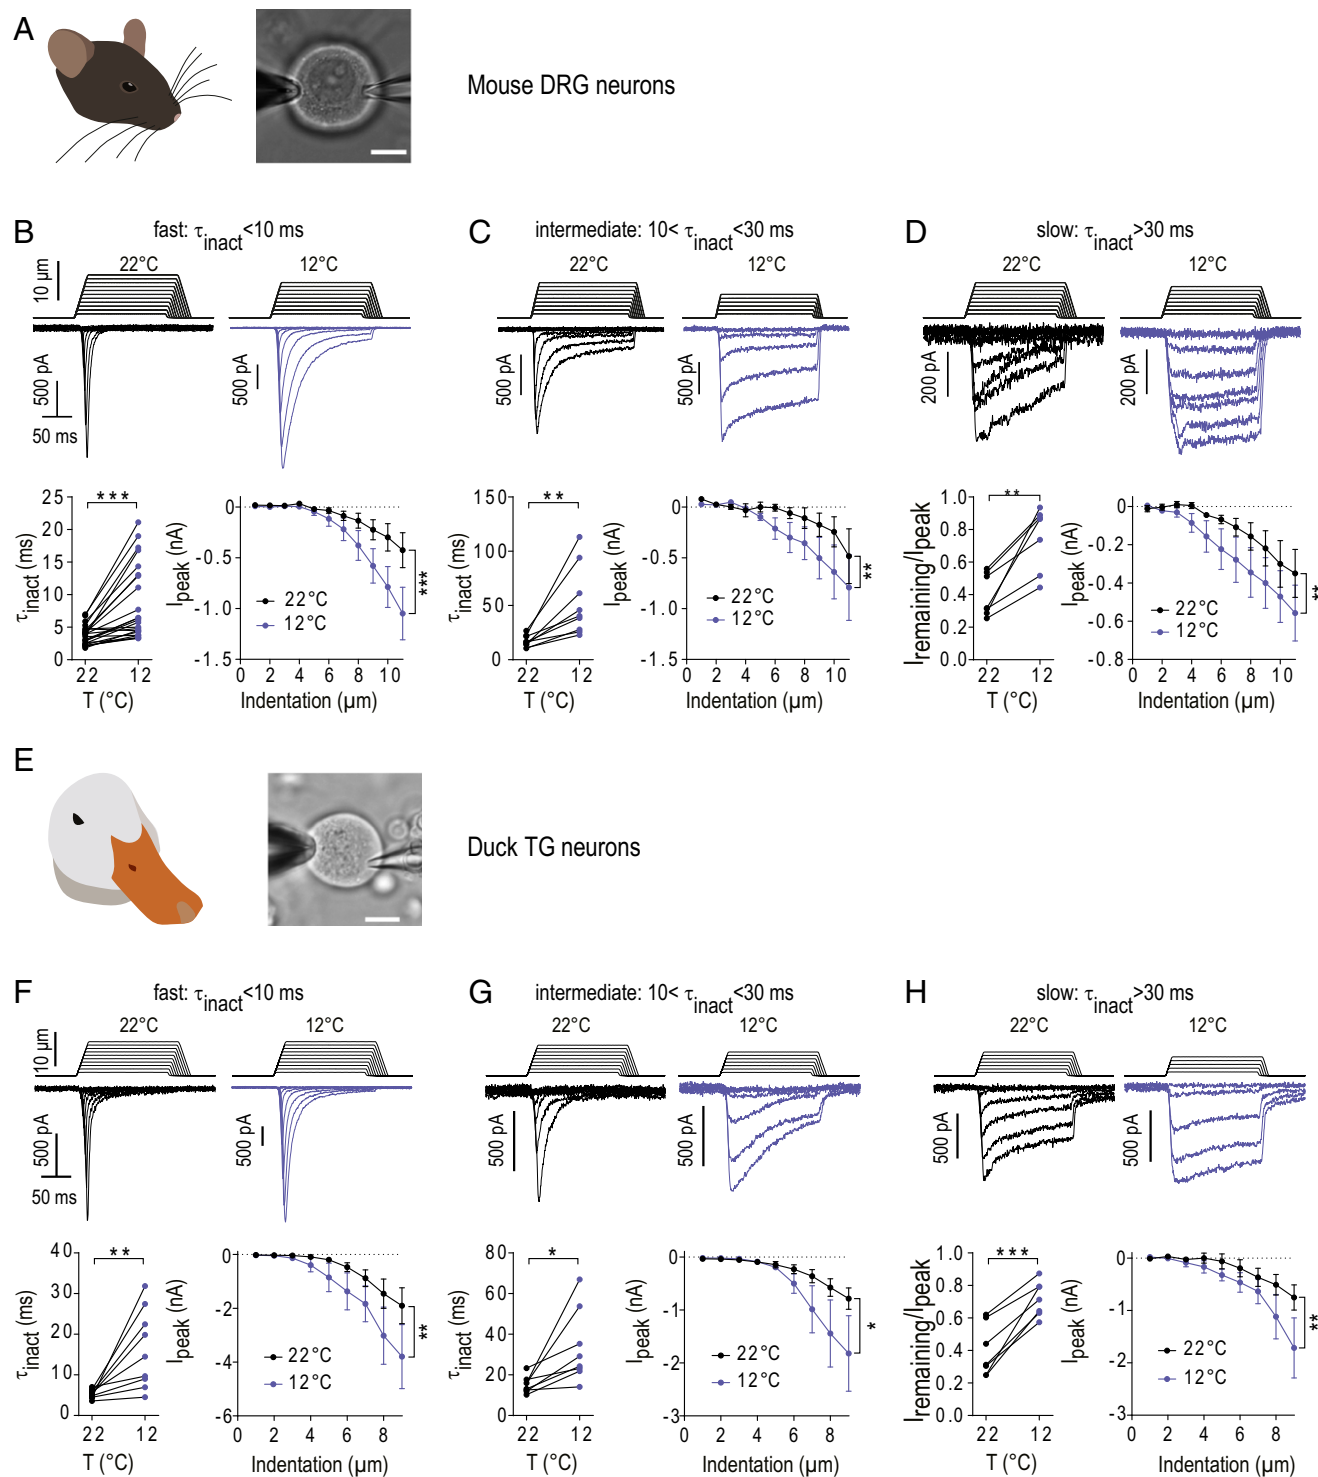 A
Mouse DRG neurons
B
fast: τinact<10 ms
22°C
12°C
10 μm
500 pA
50 ms
500 pA
***
25
20
15
10
5
0
τinact (ms)
22 12
T (°C)
0
-0.5
-1.0
-1.5
Ipeak (nA)
22°C
12°C
***
0 2 4 6 8 10
Indentation (μm)
C
intermediate: 10< τinact<30 ms
22°C
12°C
500 pA
500 pA
**
150
100
50
0
τinact (ms)
22 12
T (°C)
0
-0.5
-1.0
-1.5
Ipeak (nA)
22°C
12°C
**
0 2 4 6 8 10
Indentation (μm)
D
slow: τinact>30 ms
22°C
12°C
200 pA
200 pA
**
1.0
0.8
0.6
0.4
0.2
0.0
Iremaining/Ipeak
22 12
T (°C)
0
-0.2
-0.4
-0.6
-0.8
Ipeak (nA)
22°C
12°C
**
0 2 4 6 8 10
Indentation (μm)
E
Duck TG neurons
F
fast: τinact<10 ms
22°C
12°C
10 μm
500 pA
50 ms
500 pA
**
40
30
20
10
0
τinact (ms)
22 12
T (°C)
0
-2
-4
-6
Ipeak (nA)
22°C
12°C
**
0 2 4 6 8
Indentation (μm)
G
intermediate: 10< τinact<30 ms
22°C
12°C
500 pA
500 pA
*
80
60
40
20
0
τinact (ms)
22 12
T (°C)
0
-1
-2
-3
Ipeak (nA)
22°C
12°C
*
0 2 4 6 8
Indentation (μm)
H
slow: τinact>30 ms
22°C
12°C
500 pA
500 pA
***
1.0
0.8
0.6
0.4
0.2
0.0
Iremaining/Ipeak
22 12
T (°C)
0
-1
-2
-3
Ipeak (nA)
22°C
12°C
**
0 2 4 6 8
Indentation (μm)